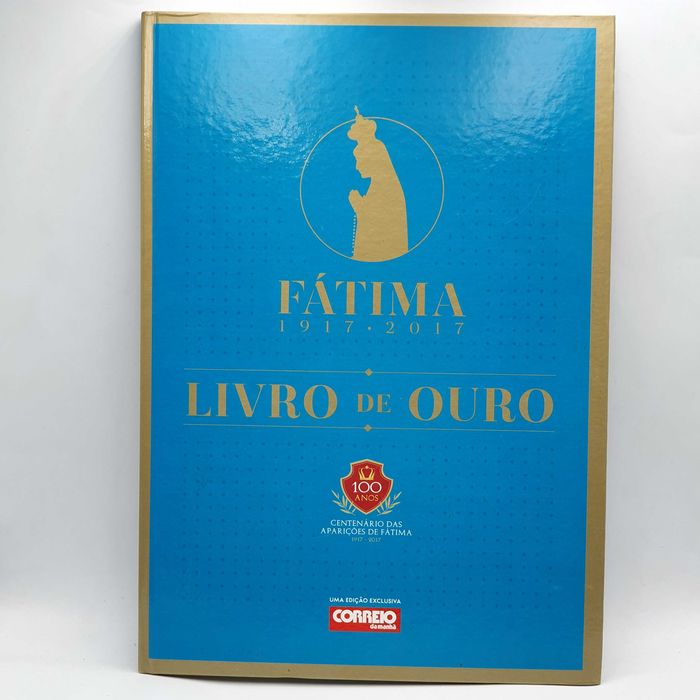 FÁTIMA
1917 • 2017
LIVRO DE OURO
100
ANOS
CENTENÁRIO DAS
APARIÇÕES DE FÁTIMA
1917 - 2017
UMA EDIÇÃO EXCLUSIVA
CORREIO
da manhã